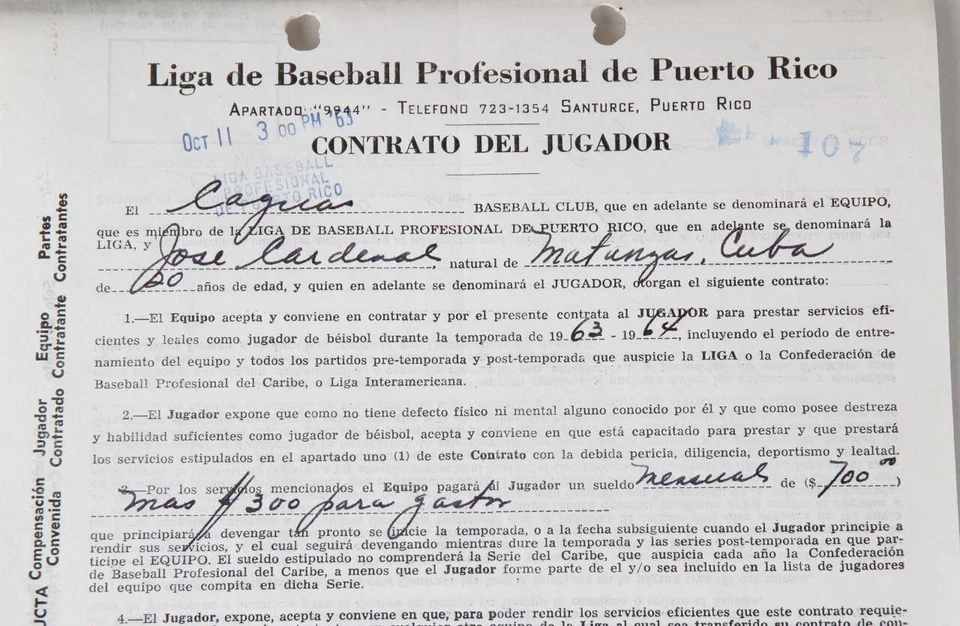 Liga de Baseball Profesional de Puerto Rico
APARTADO "9844" - TELEFONO 723-1354 SANTURCE, PUERTO RICO
OCT 11 3 00 PM '63
CONTRATO DEL JUGADOR
107
LIGA BASEBALL
PROFESIONAL
DE PUERTO RICO
El Caguas BASEBALL CLUB, que en adelante se denominará el EQUIPO,
que es miembro de la LIGA DE BASEBALL PROFESIONAL DE PUERTO RICO, que en adelante se denominará la
LIGA, y Jose Cardenal, natural de Matanzas, Cuba
de 20 años de edad, y quien en adelante se denominará el JUGADOR, otorgan el siguiente contrato:
1.—El Equipo acepta y conviene en contratar y por el presente contrata al JUGADOR para prestar servicios efi-
cientes y leales como jugador de béisbol durante la temporada de 1963 - 1964, incluyendo el período de entre-
namiento del equipo y todos los partidos pre-temporada y post-temporada que auspicie la LIGA o la Confederación de
Baseball Profesional del Caribe, o Liga Interamericana.
2.—El Jugador expone que como no tiene defecto físico ni mental alguno conocido por él y que como posee destreza
y habilidad suficientes como jugador de béisbol, acepta y conviene en que está capacitado para prestar y que prestará
los servicios estipulados en el apartado uno (1) de este Contrato con la debida pericia, diligencia, deportismo y lealtad.
3.—Por los servicios mencionados el Equipo pagará al Jugador un sueldo mensual de ($700.00)
mas $300 para gastos
que principiará a devengar tan pronto se inicie la temporada, o a la fecha subsiguiente cuando el Jugador principie a
rendir sus servicios, y el cual seguirá devengando mientras dure la temporada y las series post-temporada en que par-
ticipe el EQUIPO. El sueldo estipulado no comprenderá la Serie del Caribe, que auspicia cada año la Confederación
de Baseball Profesional del Caribe, a menos que el Jugador forme parte de el y/o sea incluído en la lista de jugadores
del equipo que compita en dicha Serie.
4.—El Jugador, expone, acepta y conviene en que, para poder rendir los servicios eficientes que este contrato requie-
Partes
Contratantes
Equipo
Contratante
Jugador
Contratado
Compensación
Convenida